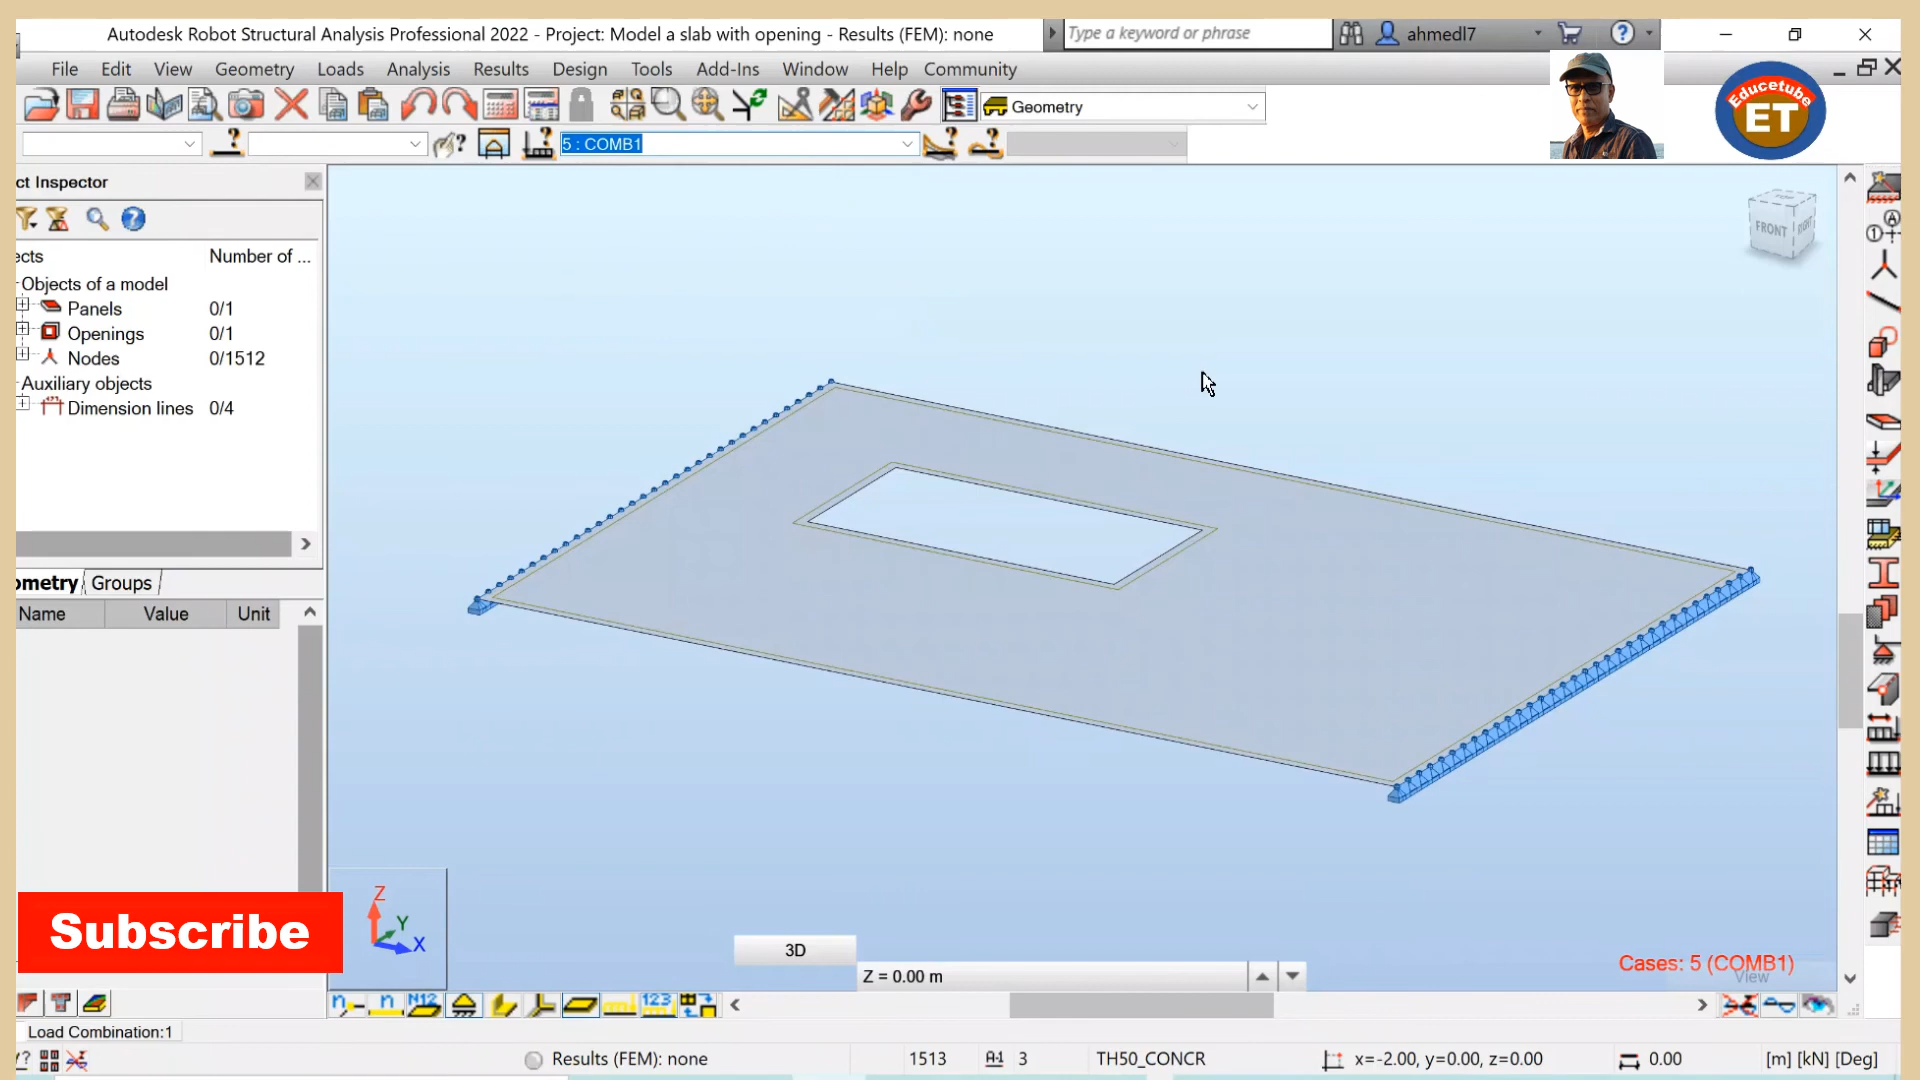 Autodesk Robot Structural Analysis Professional 2022 - Project: Model a slab with opening - Results (FEM): none
Type a keyword or phrase
ahmedl7
File Edit View Geometry Loads Analysis Results Design Tools Add-Ins Window Help Community
Geometry
Educetube
ET
5 : COMB1
ct Inspector
ects Number of ...
Objects of a model
Panels 0/1
Openings 0/1
Nodes 0/1512
Auxiliary objects
Dimension lines 0/4
ometry Groups
Name Value Unit
FRONT
RIGHT
TOP
Subscribe
Z
Y
X
3D
Z = 0.00 m
Cases: 5 (COMB1)
View
Load Combination:1
Results (FEM): none
1513
3
TH50_CONCR
x=-2.00, y=0.00, z=0.00
0.00
[m] [kN] [Deg]